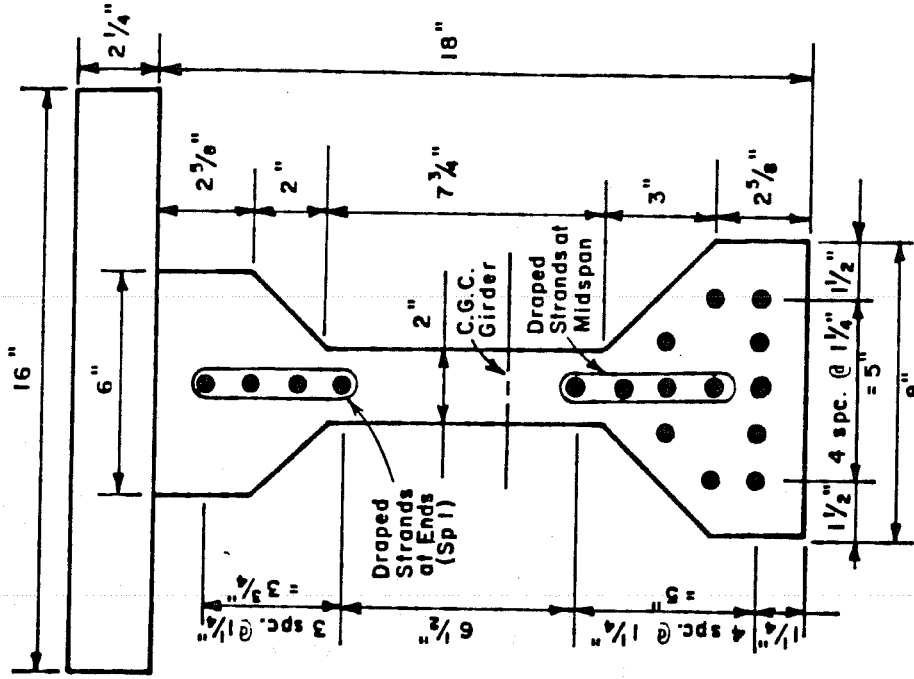 16"
2 1/4"
18"
6"
2 5/8"
2"
7 3/4"
3"
2 5/8"
2"
C.G.C.
Girder
Draped
Strands at
Midspan
Draped
Strands
at Ends
(Sp 1)
3 spc. @ 1 1/4"
= 3 3/4"
6 1/2"
4 spc. @ 1 1/4"
= 5"
1 1/4"
1 1/2"
4 spc. @ 1 1/4"
= 5"
1 1/2"